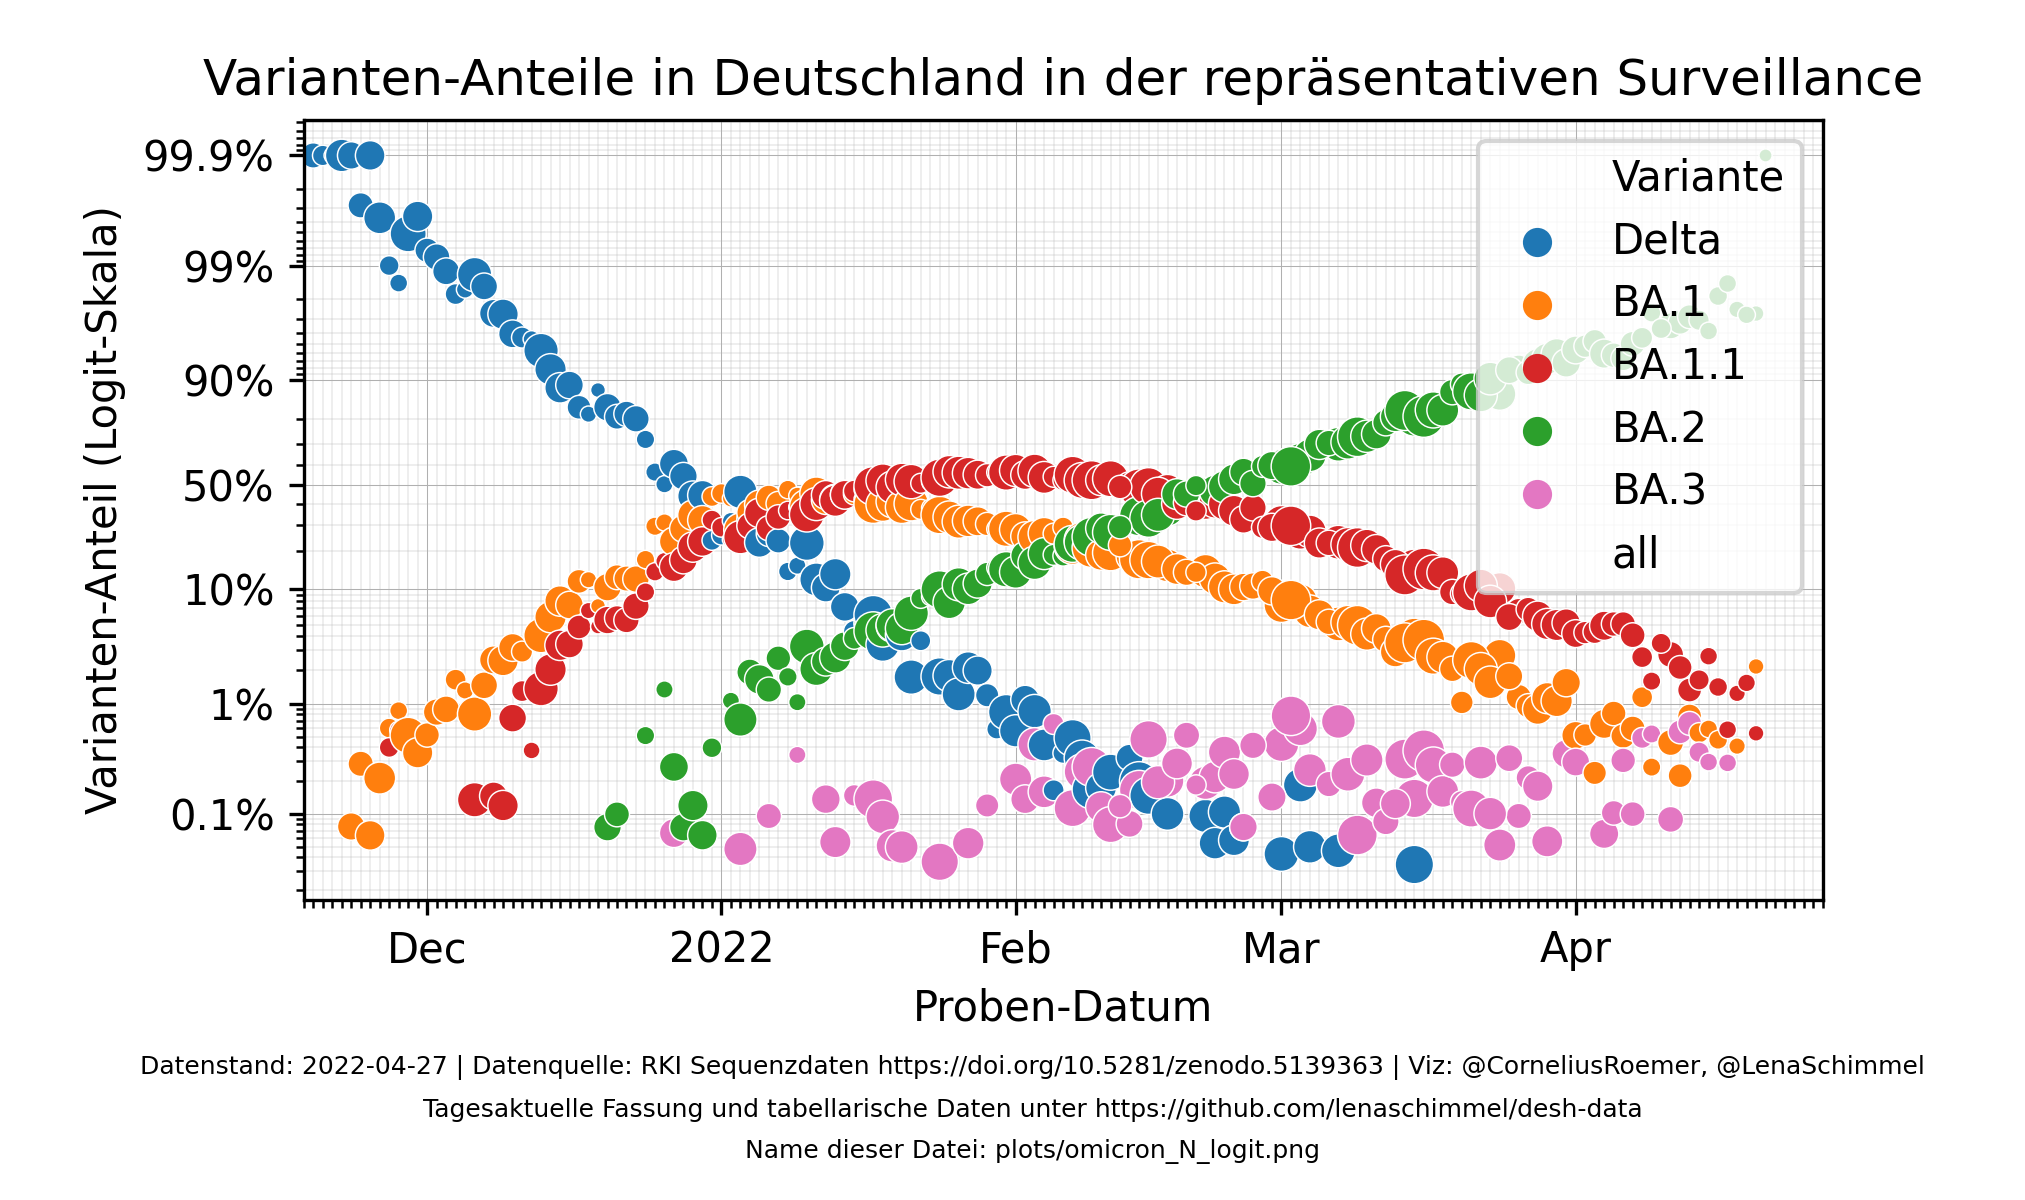 Varianten-Anteile in Deutschland in der repräsentativen Surveillance
Varianten-Anteil (Logit-Skala)
99.9%
99%
90%
50%
10%
1%
0.1%
Variante
Delta
BA.1
BA.1.1
BA.2
BA.3
all
Dec
2022
Feb
Mar
Apr
Proben-Datum
Datenstand: 2022-04-27 | Datenquelle: RKI Sequenzdaten https://doi.org/10.5281/zenodo.5139363 | Viz: @CorneliusRoemer, @LenaSchimmel
Tagesaktuelle Fassung und tabellarische Daten unter https://github.com/lenaschimmel/desh-data
Name dieser Datei: plots/omicron_N_logit.png